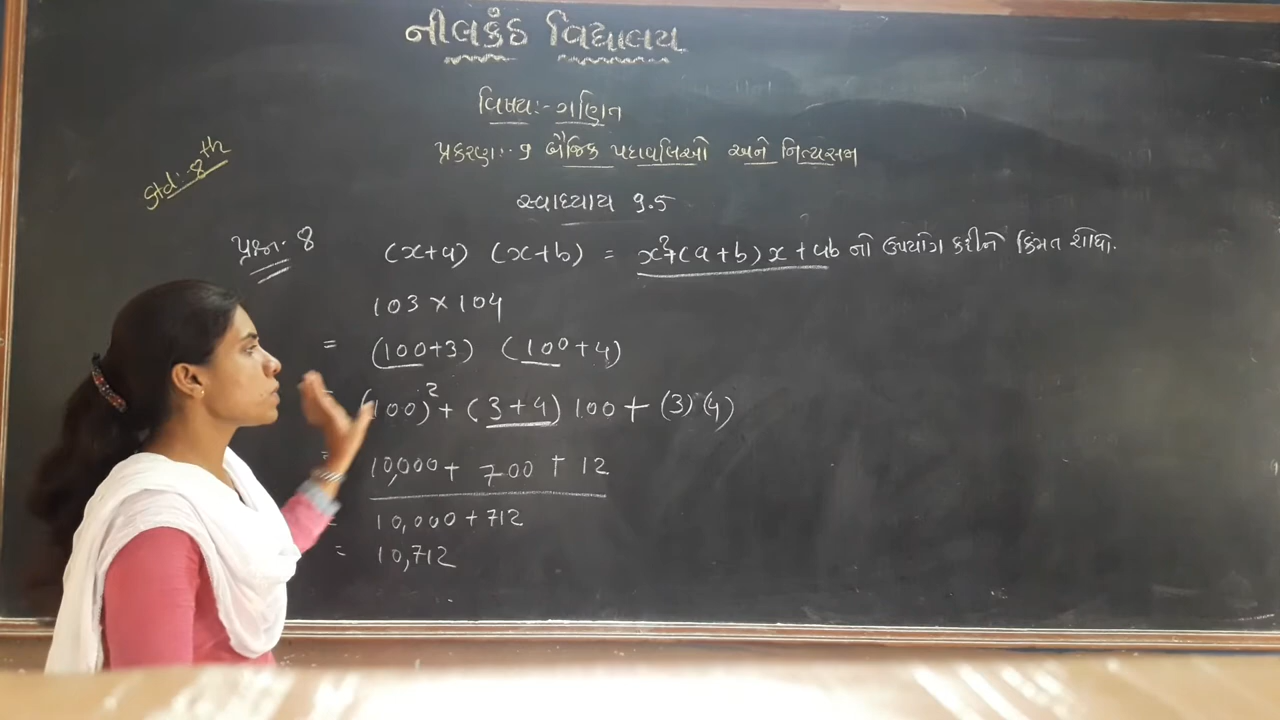 નીલકંઠ વિદ્યાલય
વિષય:- ગણિત
પ્રકરણ:- 9 બૈજિક પદાવલિઓ અને નિત્યસમ
Std:- 8th
સ્વાધ્યાય 9.5
પ્રશ્ન- 8 (x+a) (x+b) = x²+(a+b)x+ab નો ઉપયોગ કરીને કિંમત શોધો.
103 × 104
= (100+3) (100+4)
= (100)² + (3+4) 100 + (3) (4)
= 10,000 + 700 + 12
= 10,000 + 712
= 10,712